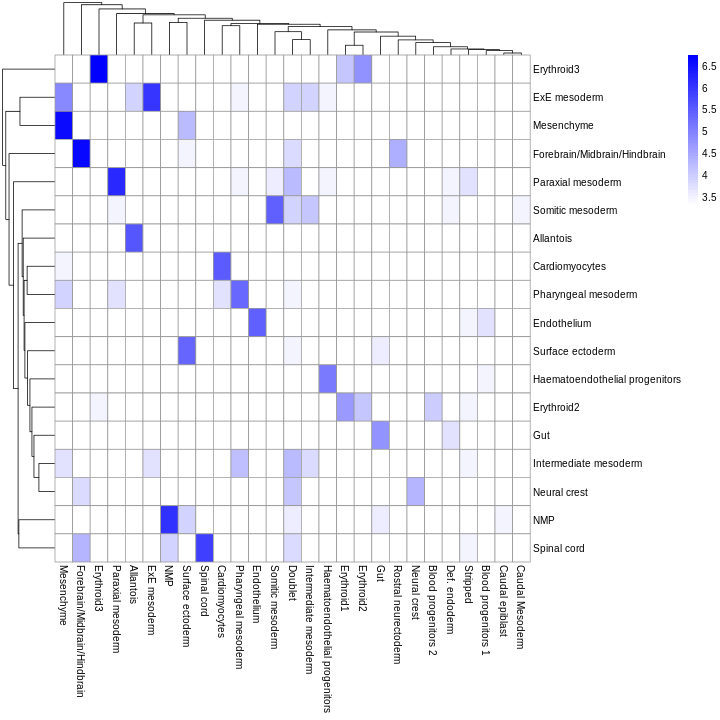 6.5
6
5.5
5
4.5
4
3.5
Erythroid3
ExE mesoderm
Mesenchyme
Forebrain/Midbrain/Hindbrain
Paraxial mesoderm
Somitic mesoderm
Allantois
Cardiomyocytes
Pharyngeal mesoderm
Endothelium
Surface ectoderm
Haematoendothelial progenitors
Erythroid2
Gut
Intermediate mesoderm
Neural crest
NMP
Spinal cord
Mesenchyme
Forebrain/Midbrain/Hindbrain
Erythroid3
Paraxial mesoderm
Allantois
ExE mesoderm
NMP
Surface ectoderm
Spinal cord
Cardiomyocytes
Pharyngeal mesoderm
Endothelium
Somitic mesoderm
Doublet
Intermediate mesoderm
Haematoendothelial progenitors
Erythroid1
Erythroid2
Gut
Rostral neurectoderm
Neural crest
Blood progenitors 2
Def. endoderm
Stripped
Blood progenitors 1
Caudal epiblast
Caudal Mesoderm